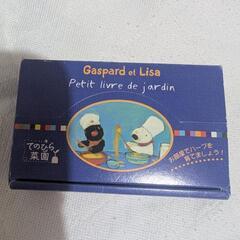 Gaspard et Lisa
Petit livre de jardin
てのひら
菜園
お部屋でハーブを
育てましょう！